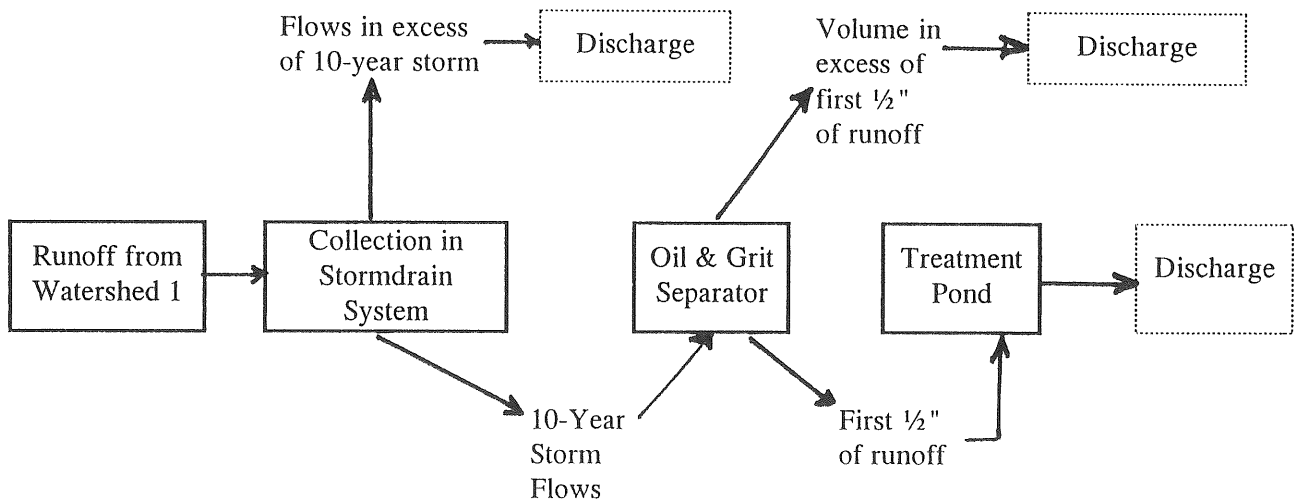 Flows in excess
of 10-year storm
Discharge
Volume in
excess of
first ½"
of runoff
Discharge
Runoff from
Watershed 1
Collection in
Stormdrain
System
Oil & Grit
Separator
Treatment
Pond
Discharge
10-Year
Storm
Flows
First ½"
of runoff